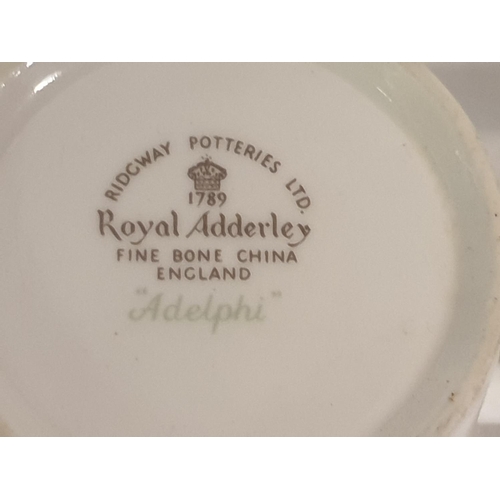 RIDGWAY POTTERIES LTD.
1789
Royal Adderley
FINE BONE CHINA
ENGLAND
"Adelphi"